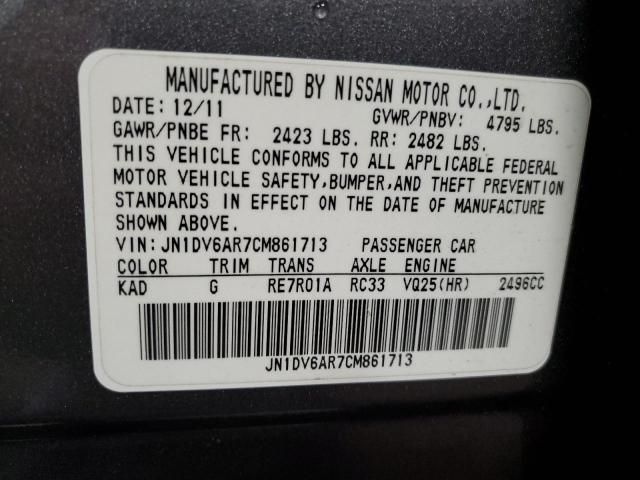 MANUFACTURED BY NISSAN MOTOR CO.,LTD.
DATE: 12/11 GVWR/PNBV: 4795 LBS.
GAWR/PNBE FR: 2423 LBS. RR: 2482 LBS.
THIS VEHICLE CONFORMS TO ALL APPLICABLE FEDERAL
MOTOR VEHICLE SAFETY,BUMPER,AND THEFT PREVENTION
STANDARDS IN EFFECT ON THE DATE OF MANUFACTURE
SHOWN ABOVE.
VIN:JN1DV6AR7CM861713 PASSENGER CAR
COLOR TRIM TRANS AXLE ENGINE
KAD G RE7R01A RC33 VQ25(HR) 2496CC
JN1DV6AR7CM861713